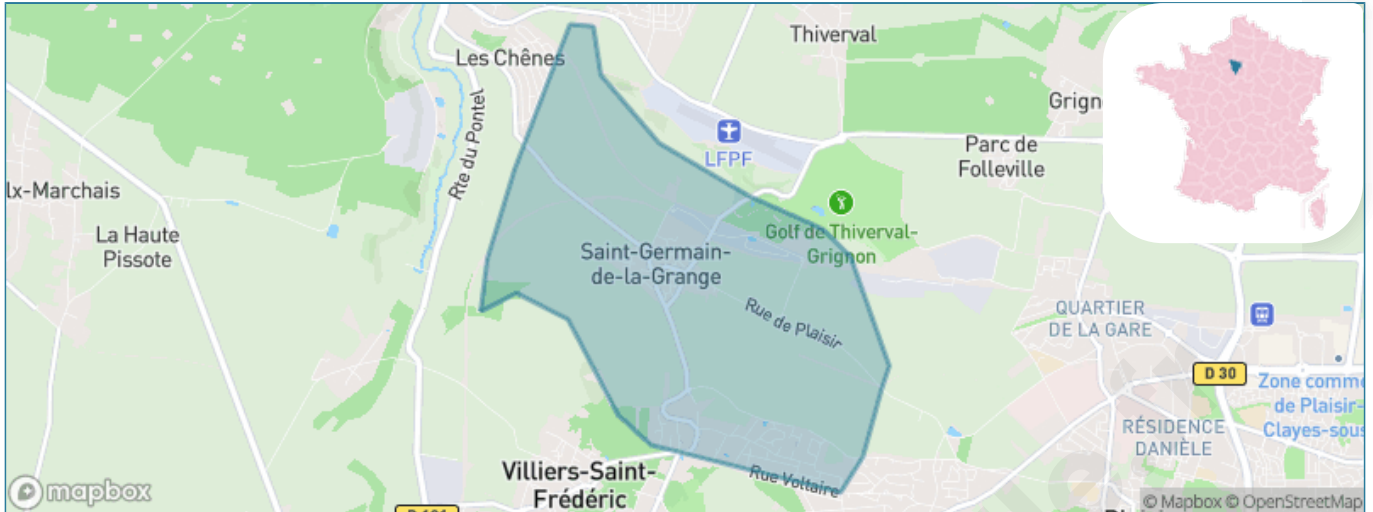 Thiverval
Les Chênes
Grign
LFPF
Parc de
Folleville
Rte du Pontel
lx-Marchais
La Haute
Pissote
Golf de Thiverval-
Grignon
Saint-Germain-
de-la-Grange
Rue de Plaisir
QUARTIER
DE LA GARE
D 30
Zone comme
de Plaisir-
Clayes-sous
RÉSIDENCE
DANIÈLE
Villiers-Saint-
Frédéric
Rue Voltaire
mapbox
© Mapbox © OpenStreetMap